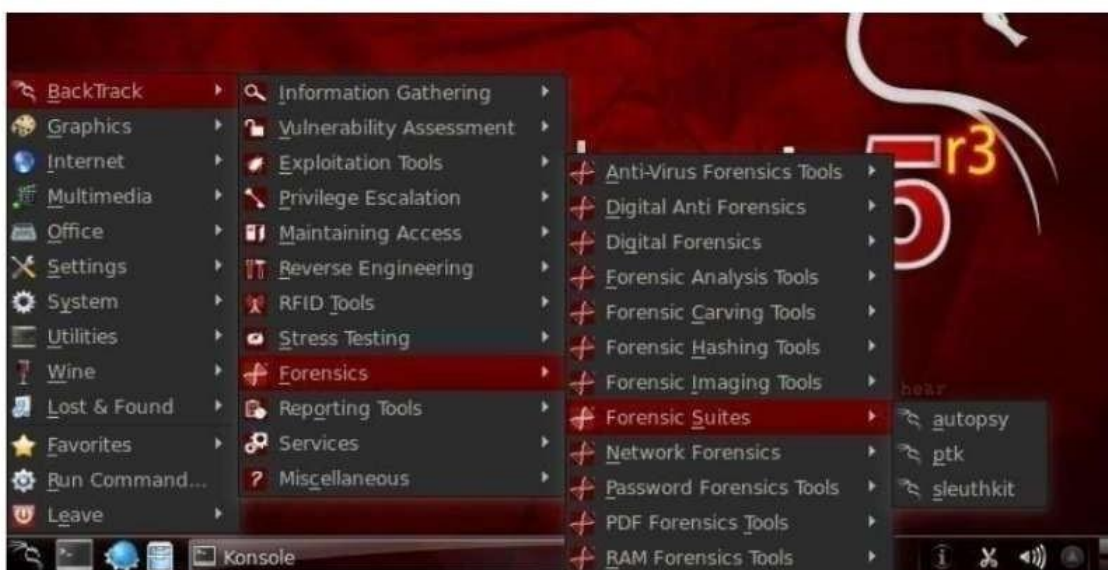 BackTrack
Graphics
Internet
Multimedia
Office
Settings
System
Utilities
Wine
Lost & Found
Favorites
Run Command...
Leave
Information Gathering
Vulnerability Assessment
Exploitation Tools
Privilege Escalation
Maintaining Access
Reverse Engineering
RFID Tools
Stress Testing
Forensics
Reporting Tools
Services
Miscellaneous
Anti-Virus Forensics Tools
Digital Anti Forensics
Digital Forensics
Forensic Analysis Tools
Forensic Carving Tools
Forensic Hashing Tools
Forensic Imaging Tools
Forensic Suites
Network Forensics
Password Forensics Tools
PDF Forensics Tools
RAM Forensics Tools
autopsy
ptk
sleuthkit
5 r3
hear
Konsole